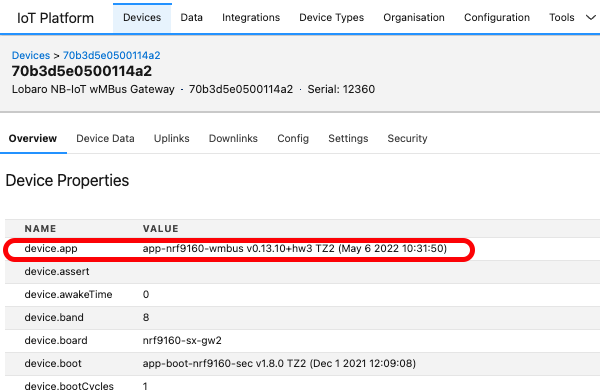 IoT Platform Devices Data Integrations Device Types Organisation Configuration Tools
Devices > 70b3d5e0500114a2
70b3d5e0500114a2
Lobaro NB-IoT wMBus Gateway · 70b3d5e0500114a2 · Serial: 12360
Overview Device Data Uplinks Downlinks Config Settings Security
Device Properties
NAME VALUE
device.app app-nrf9160-wmbus v0.13.10+hw3 TZ2 (May 6 2022 10:31:50)
device.assert
device.awakeTime 0
device.band 8
device.board nrf9160-sx-gw2
device.boot app-boot-nrf9160-sec v1.8.0 TZ2 (Dec 1 2021 12:09:08)
device.bootCycles 1